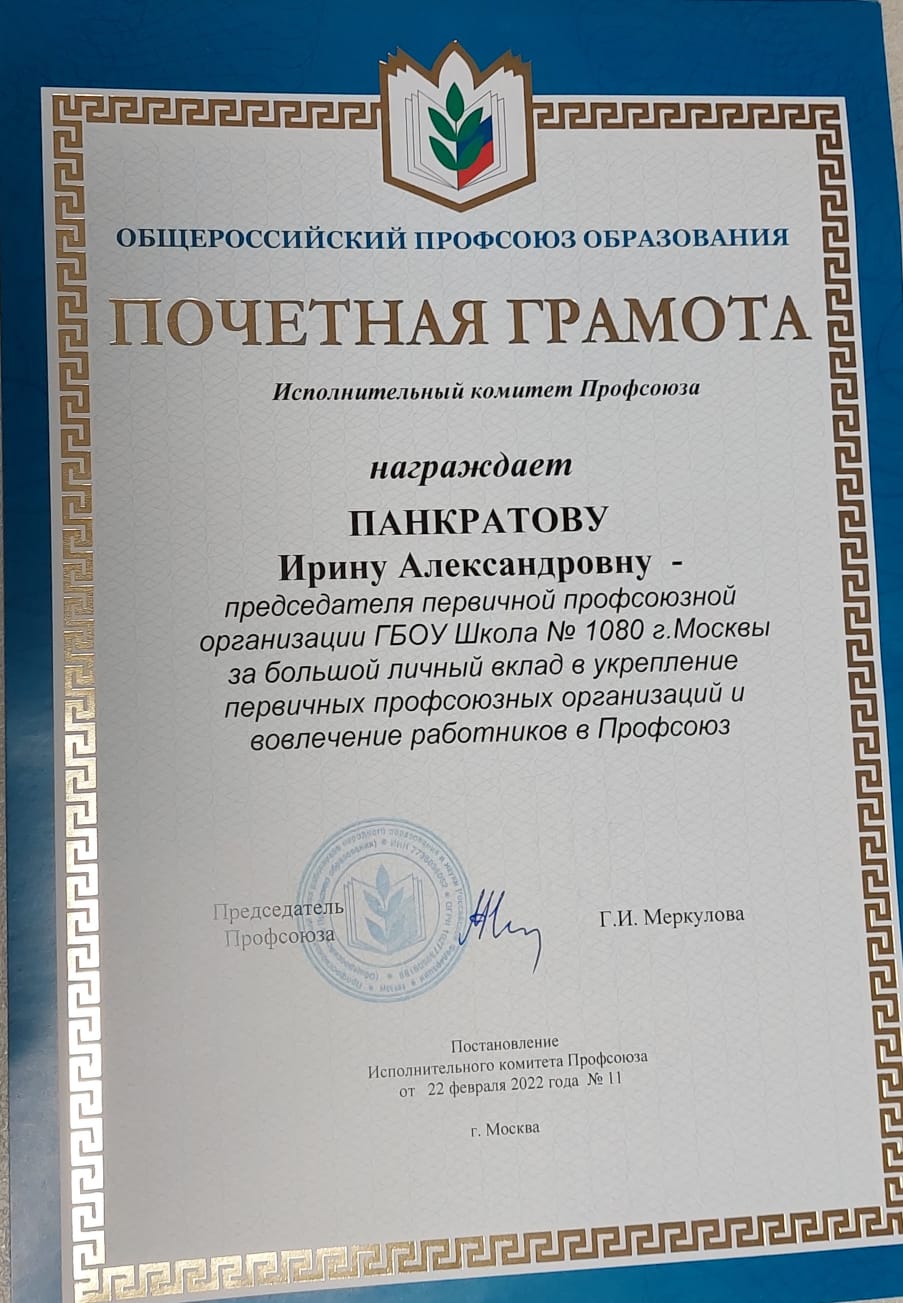 ОБЩЕРОССИЙСКИЙ ПРОФСОЮЗ ОБРАЗОВАНИЯ
ПОЧЕТНАЯ ГРАМОТА
Исполнительный комитет Профсоюза
награждает
ПАНКРАТОВУ
Ирину Александровну -
председателя первичной профсоюзной
организации ГБОУ Школа № 1080 г.Москвы
за большой личный вклад в укрепление
первичных профсоюзных организаций и
вовлечение работников в Профсоюз
Председатель
Профсоюза
Г.И. Меркулова
Постановление
Исполнительного комитета Профсоюза
от 22 февраля 2022 года № 11
г. Москва